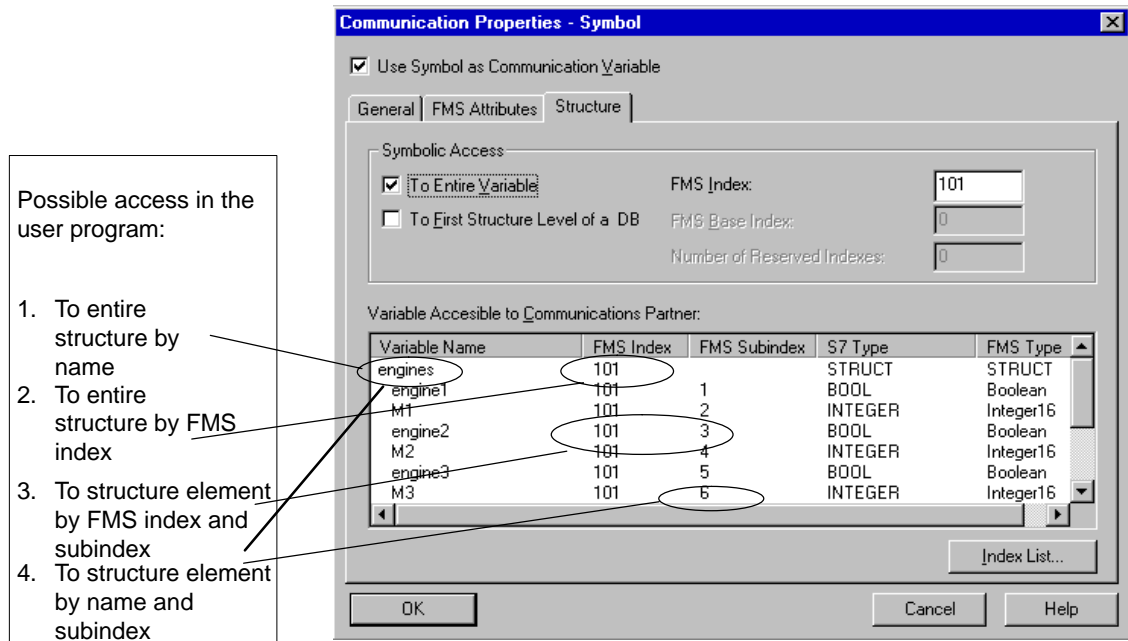 Communication Properties - Symbol
Use Symbol as Communication Variable
General
FMS Attributes
Structure
Symbolic Access
To Entire Variable
FMS Index:
101
To First Structure Level of a DB
FMS Base Index:
0
Number of Reserved Indexes:
0
Variable Accesible to Communications Partner:
Variable Name FMS Index FMS Subindex S7 Type FMS Type
engines 101 STRUCT STRUCT
engine1 101 1 BOOL Boolean
M1 101 2 INTEGER Integer16
engine2 101 3 BOOL Boolean
M2 101 4 INTEGER Integer16
engine3 101 5 BOOL Boolean
M3 101 6 INTEGER Integer16
Index List...
OK
Cancel
Help
Possible access in the
user program:
1. To entire
structure by
name
2. To entire
structure by FMS
index
3. To structure element
by FMS index and
subindex
4. To structure element
by name and
subindex